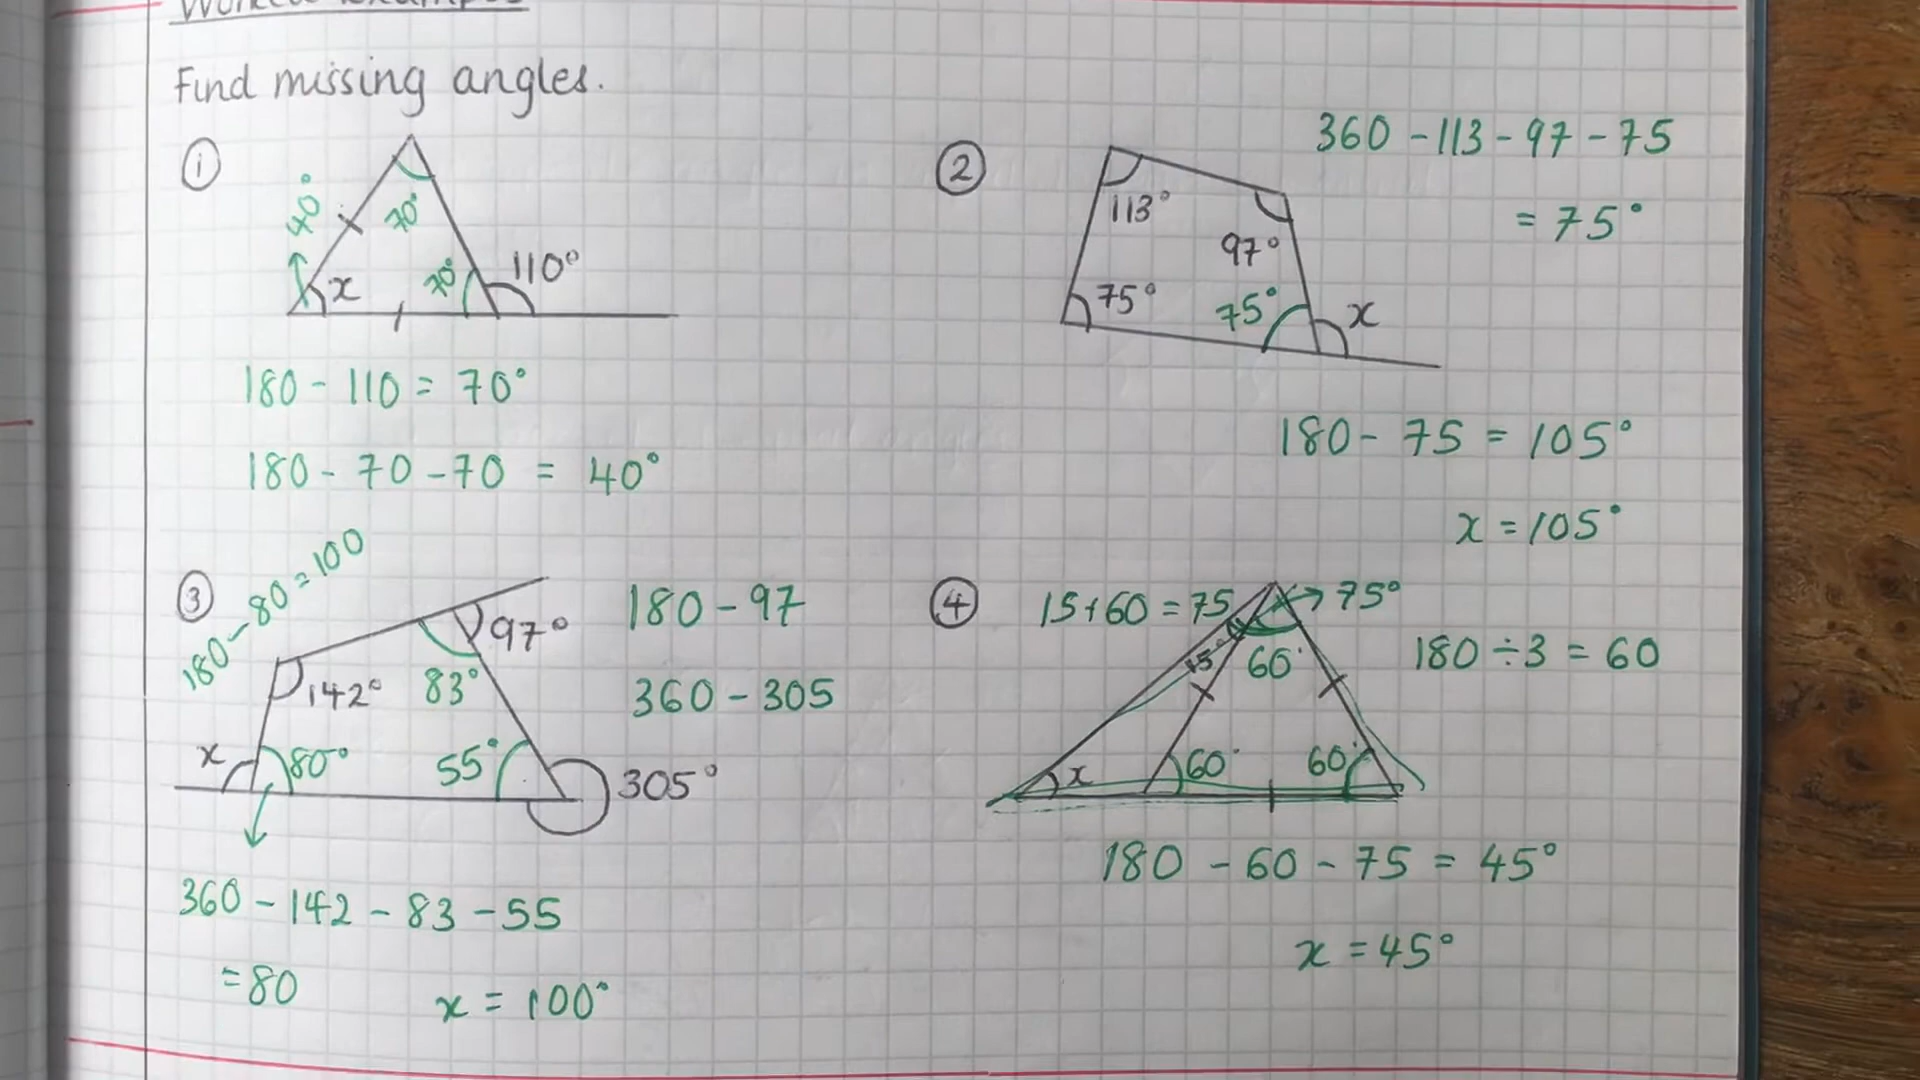 Worked examples
Find missing angles.
①
40°
70°
x
70°
110°
180 - 110 = 70°
180 - 70 - 70 = 40°
②
360 - 113 - 97 - 75
= 75°
113°
97°
75°
75°
x
180 - 75 = 105°
x = 105°
③
180 - 80 = 100
97°
142°
83°
x
80°
55°
305°
180 - 97
360 - 305
360 - 142 - 83 - 55
= 80
x = 100°
④
15+60 = 75
75°
180 ÷ 3 = 60
15°
60°
x
60°
60°
180 - 60 - 75 = 45°
x = 45°